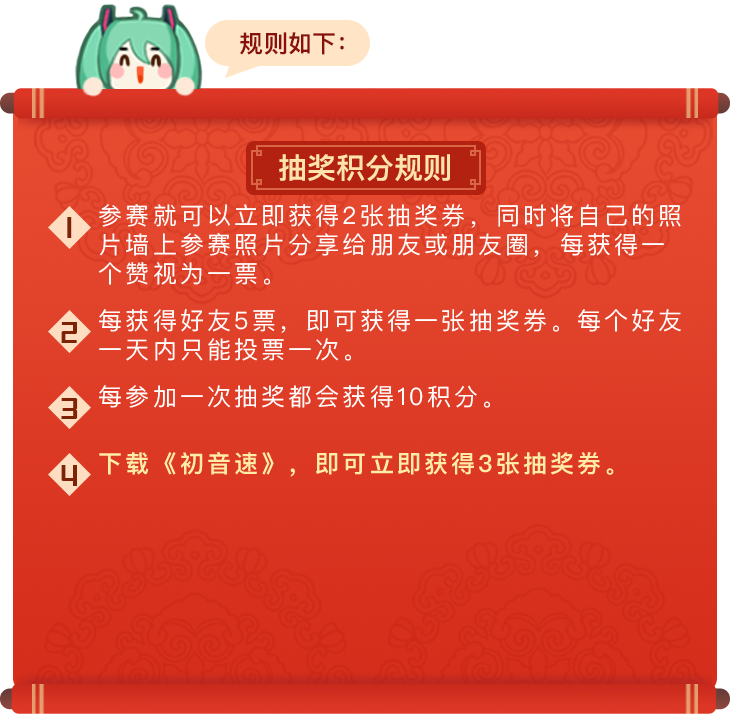 规则如下：
抽奖积分规则
1 参赛就可以立即获得2张抽奖券，同时将自己的照
片墙上参赛照片分享给朋友或朋友圈，每获得一
个赞视为一票。
2 每获得好友5票，即可获得一张抽奖券。每个好友
一天内只能投票一次。
3 每参加一次抽奖都会获得10积分。
4 下载《初音速》，即可立即获得3张抽奖券。